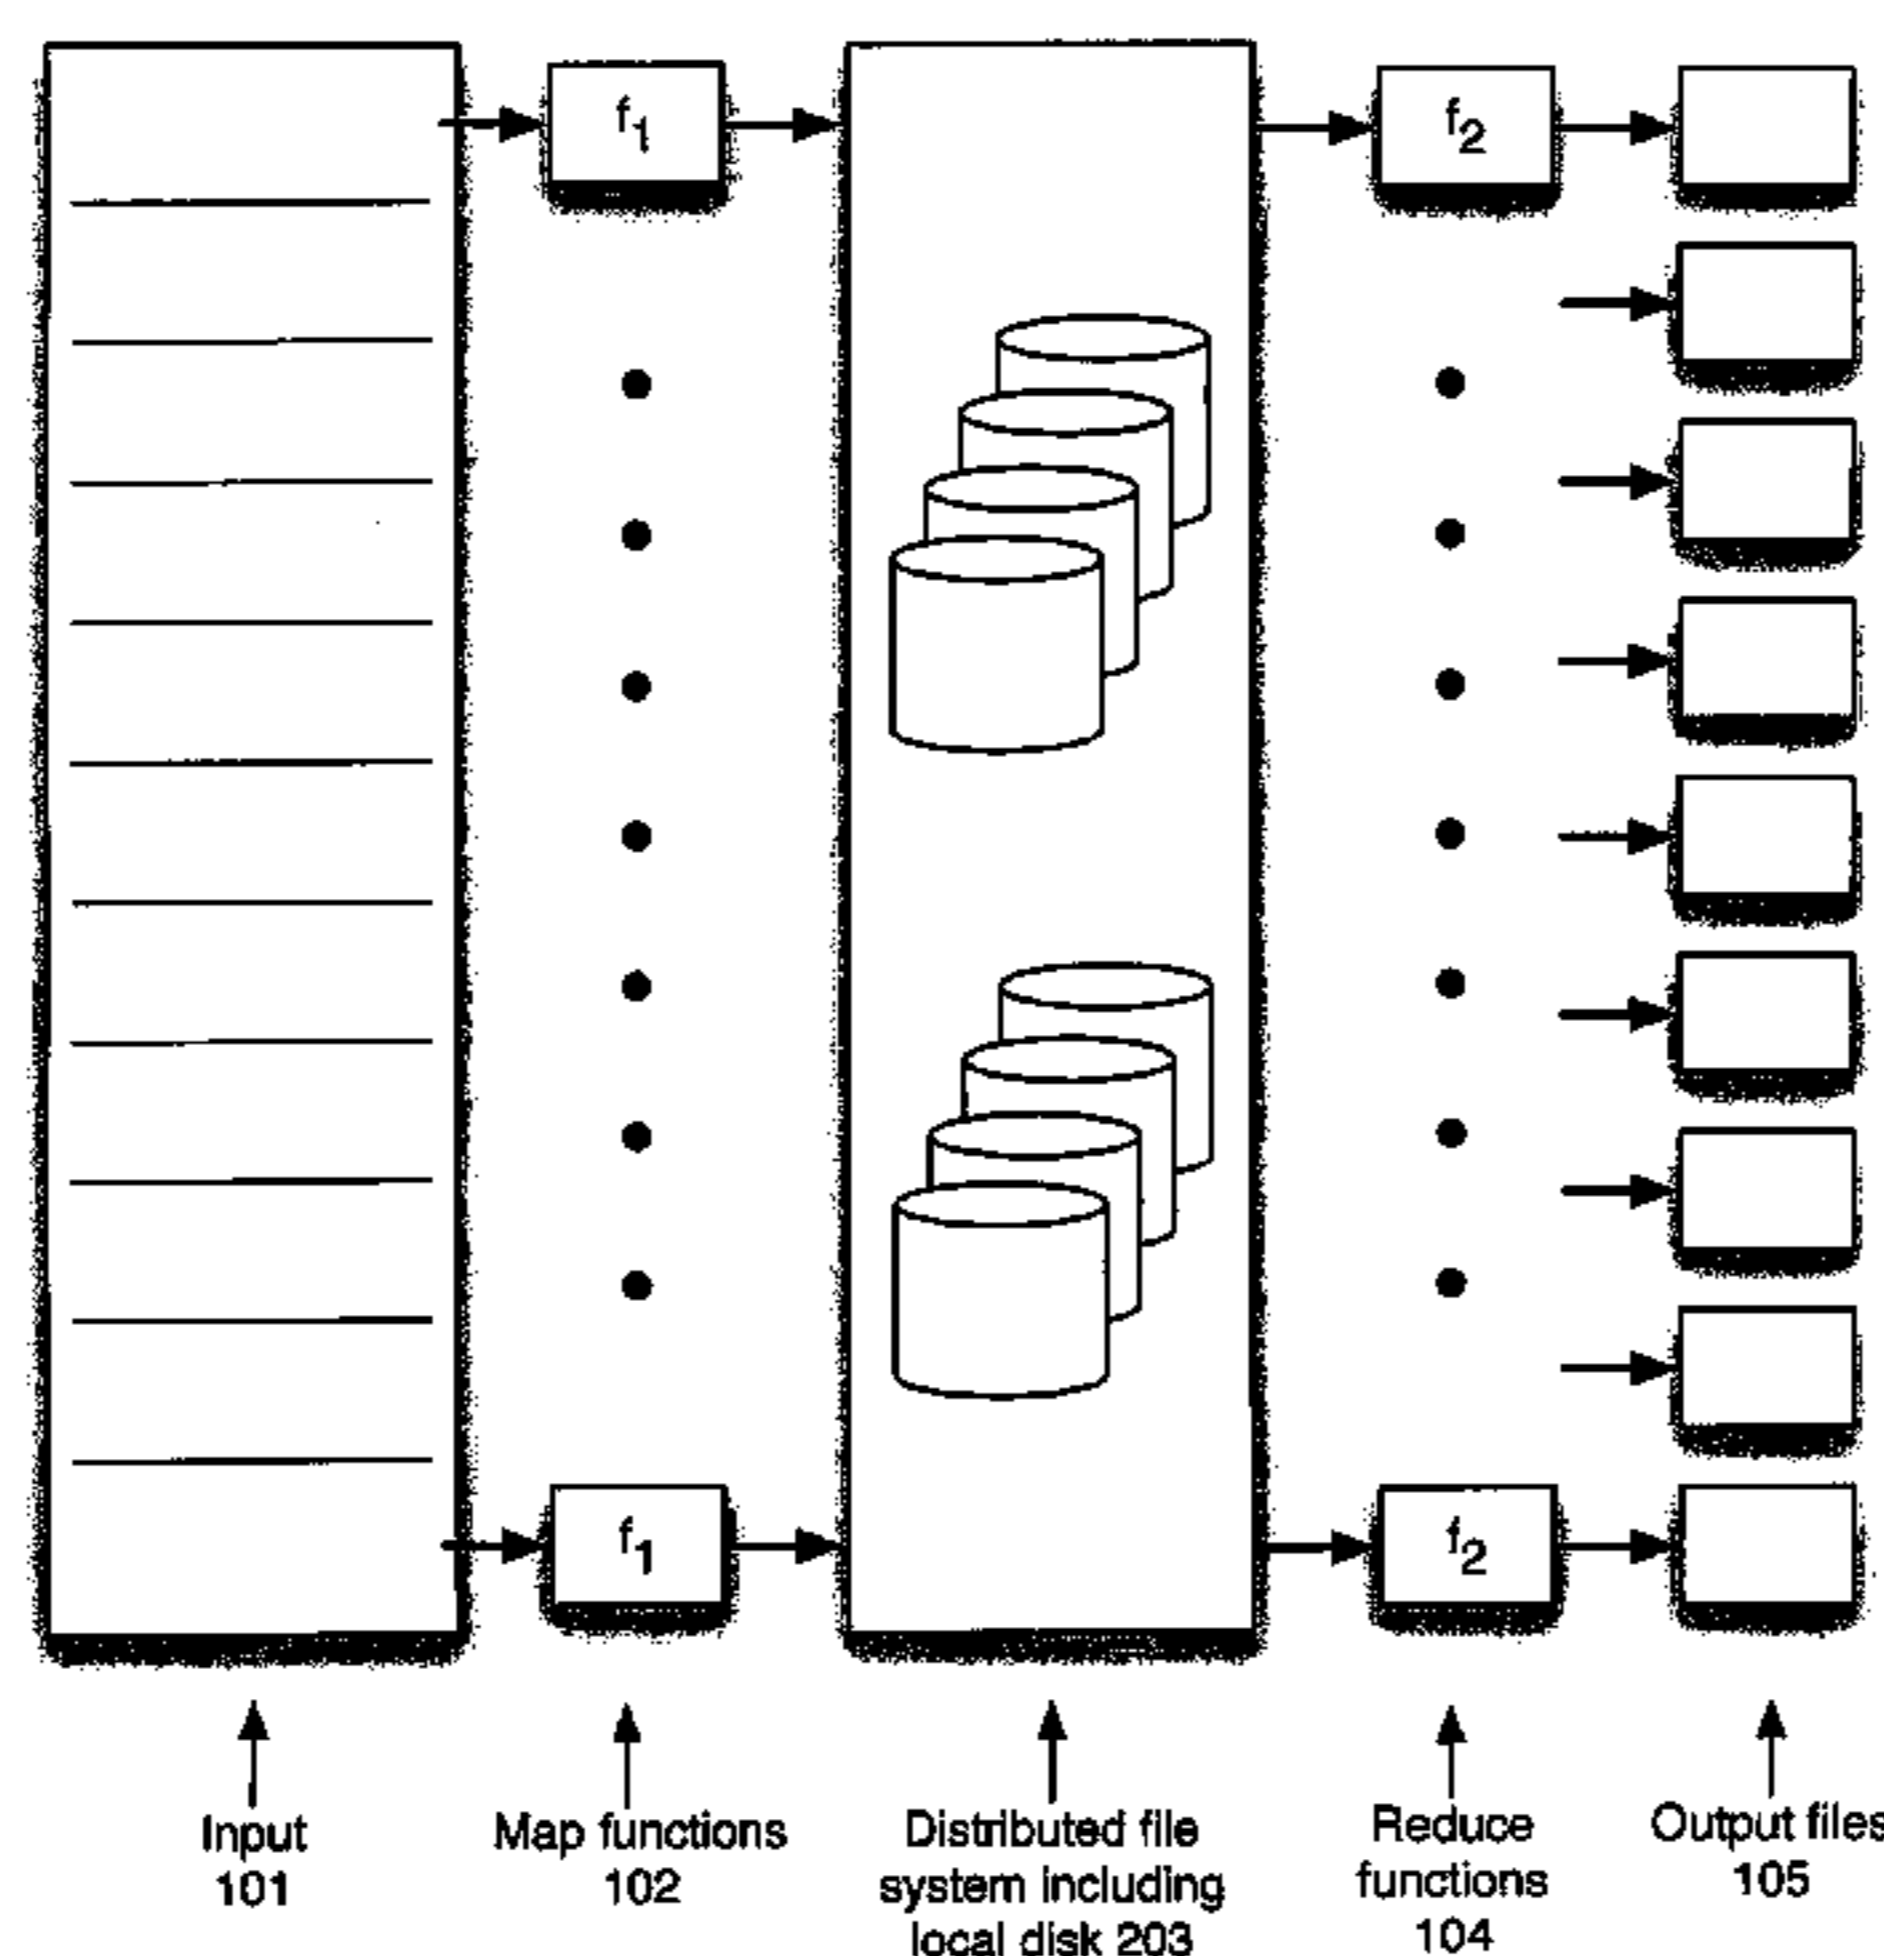 f1
f2
f1
f2
Input
101
Map functions
102
Distributed file
system including
local disk 203
Reduce
functions
104
Output files
105